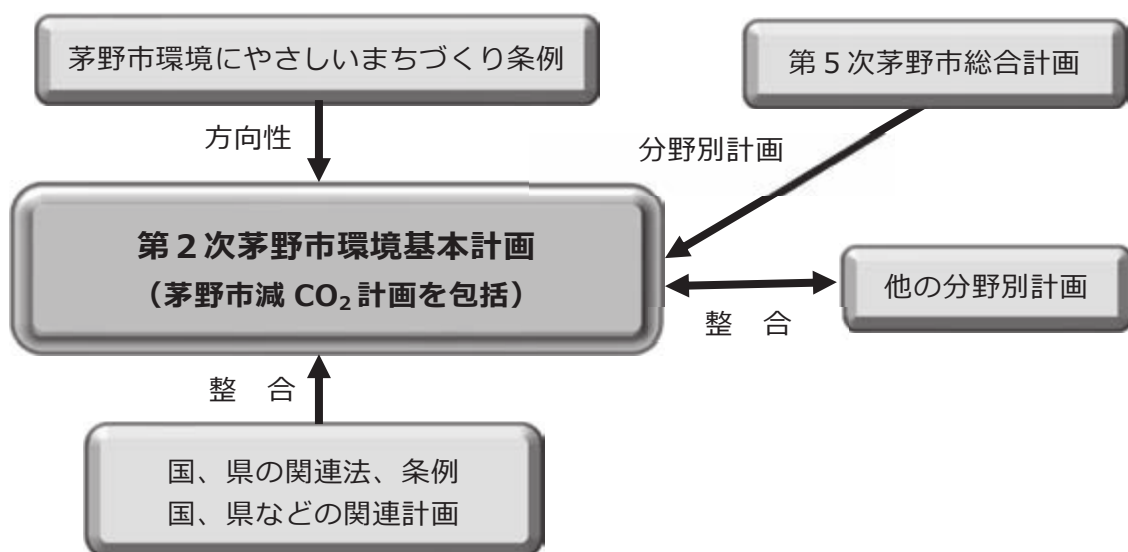 茅野市環境にやさしいまちづくり条例
第5次茅野市総合計画
方向性
分野別計画
第2次茅野市環境基本計画
（茅野市減 CO₂ 計画を包括）
他の分野別計画
整　合
整　合
国、県の関連法、条例
国、県などの関連計画